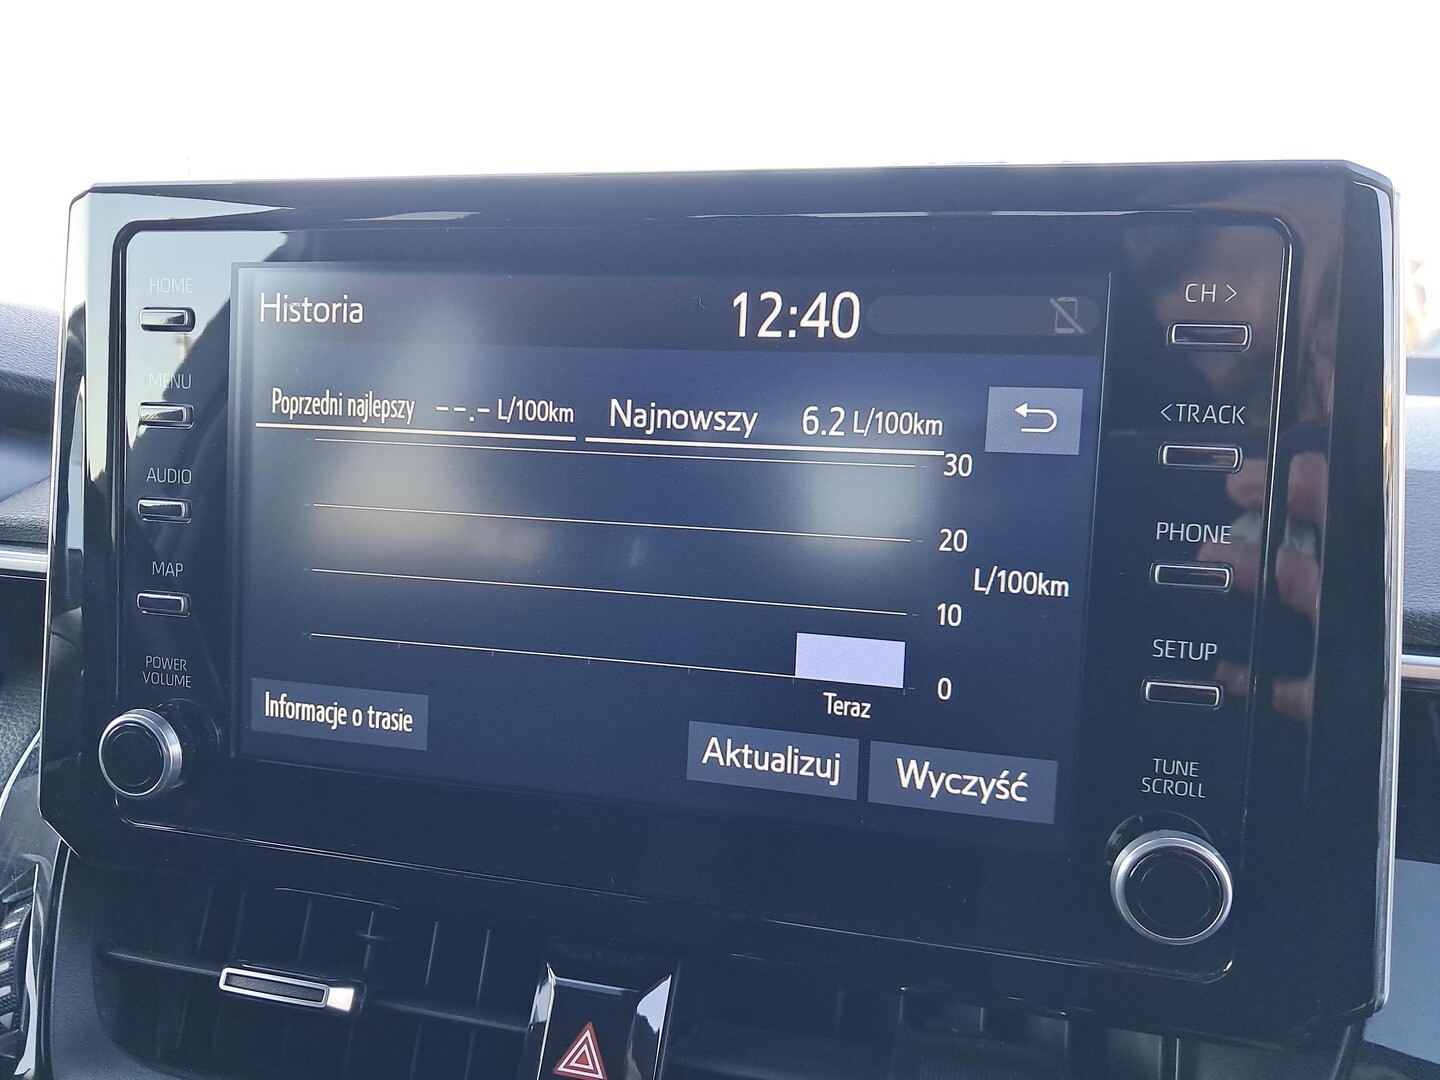 HOME
MENU
AUDIO
MAP
POWER
VOLUME
Historia 12:40
Poprzedni najlepszy --.- L/100km Najnowszy 6.2 L/100km
30
20
L/100km
10
0
Teraz
Informacje o trasie
Aktualizuj Wyczyść
CH >
<TRACK
PHONE
SETUP
TUNE
SCROLL